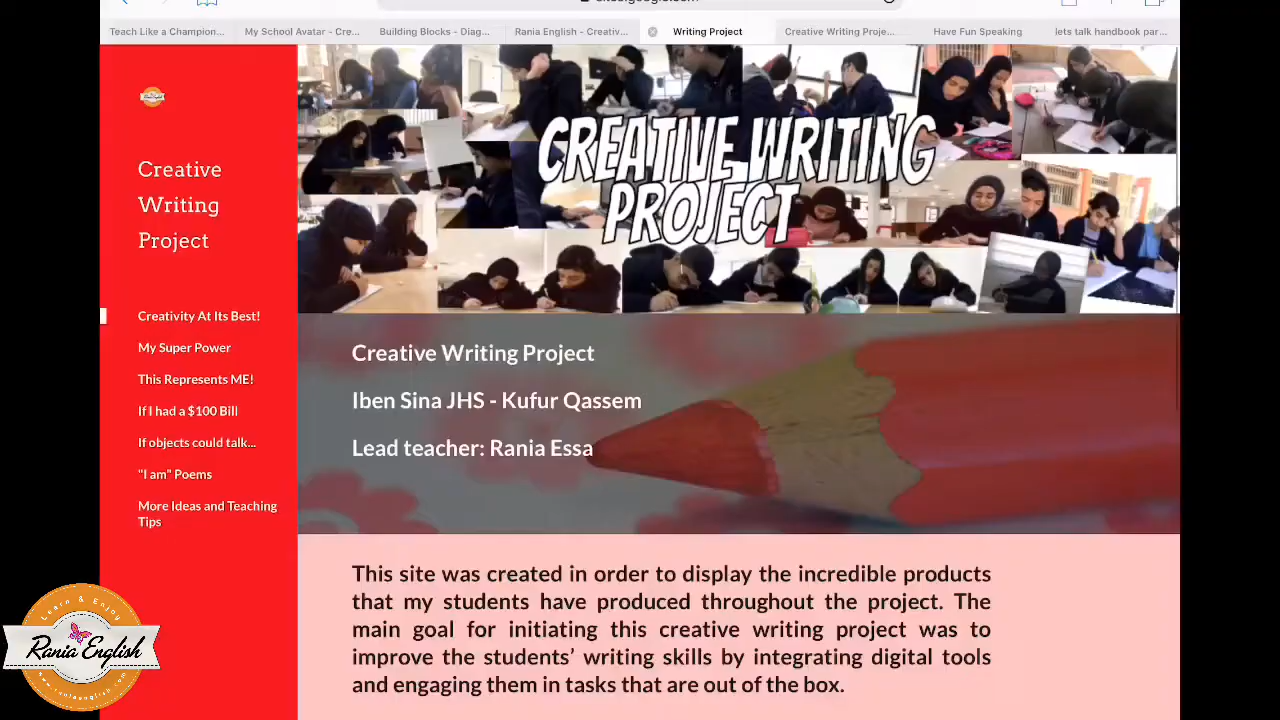 Teach Like a Champion...
My School Avatar - Cre...
Building Blocks - Diag...
Rania English - Creativ...
Writing Project
Creative Writing Proje...
Have Fun Speaking
lets talk handbook par...
Creative
Writing
Project
Creativity At Its Best!
My Super Power
This Represents ME!
If I had a $100 Bill
If objects could talk...
"I am" Poems
More Ideas and Teaching
Tips
CREATIVE WRITING
PROJECT
Creative Writing Project
Iben Sina JHS - Kufur Qassem
Lead teacher: Rania Essa
This site was created in order to display the incredible products
that my students have produced throughout the project. The
main goal for initiating this creative writing project was to
improve the students’ writing skills by integrating digital tools
and engaging them in tasks that are out of the box.
Learn & Enjoy
Rania English
www.raniaenglish.com